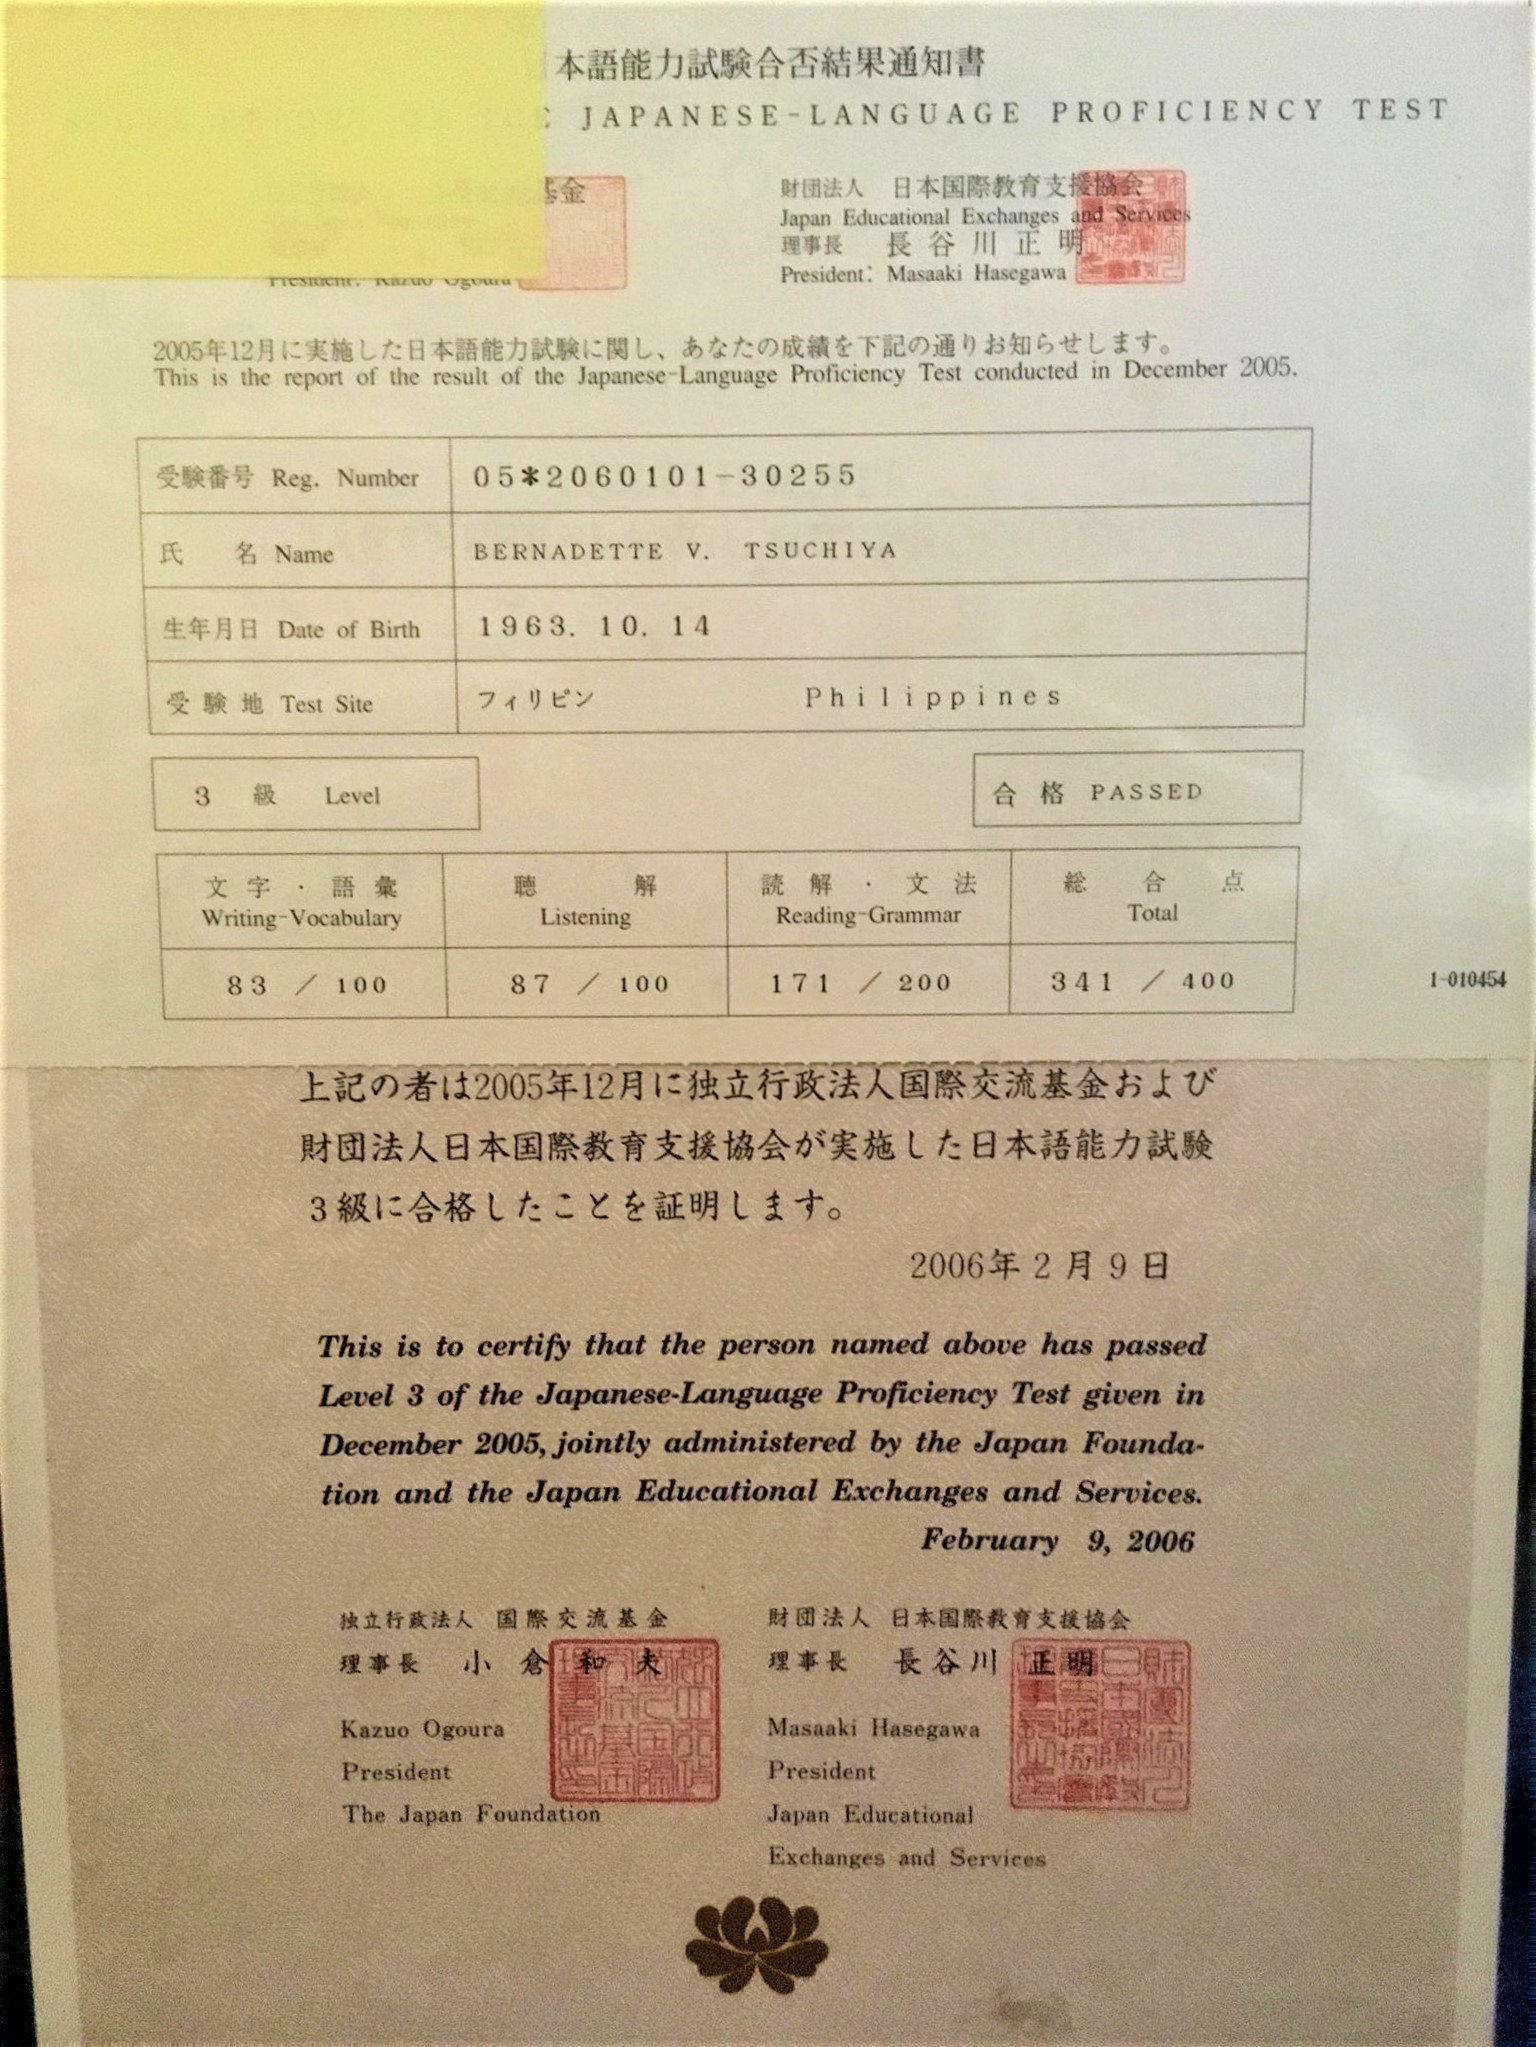 本語能力試験合否結果通知書
JAPANESE-LANGUAGE PROFICIENCY TEST
基金
President: Kazuo Ogoura
財団法人 日本国際教育支援協会
Japan Educational Exchanges and Services
理事長 長谷川正明
President: Masaaki Hasegawa
2005年12月に実施した日本語能力試験に関し、あなたの成績を下記の通りお知らせします。
This is the report of the result of the Japanese-Language Proficiency Test conducted in December 2005.
受験番号 Reg. Number 05*2060101-30255
氏 名 Name BERNADETTE V. TSUCHIYA
生年月日 Date of Birth 1963. 10. 14
受験地 Test Site フィリピン Philippines
3 級 Level 合格 PASSED
文字・語彙 聴解 読解・文法 総合点
Writing-Vocabulary Listening Reading-Grammar Total
83 / 100 87 / 100 171 / 200 341 / 400
1-010454
上記の者は2005年12月に独立行政法人国際交流基金および
財団法人日本国際教育支援協会が実施した日本語能力試験
3級に合格したことを証明します。
2006年2月9日
This is to certify that the person named above has passed
Level 3 of the Japanese-Language Proficiency Test given in
December 2005, jointly administered by the Japan Founda-
tion and the Japan Educational Exchanges and Services.
February 9, 2006
独立行政法人 国際交流基金
理事長 小倉和夫
Kazuo Ogoura
President
The Japan Foundation
財団法人 日本国際教育支援協会
理事長 長谷川正明
Masaaki Hasegawa
President
Japan Educational
Exchanges and Services